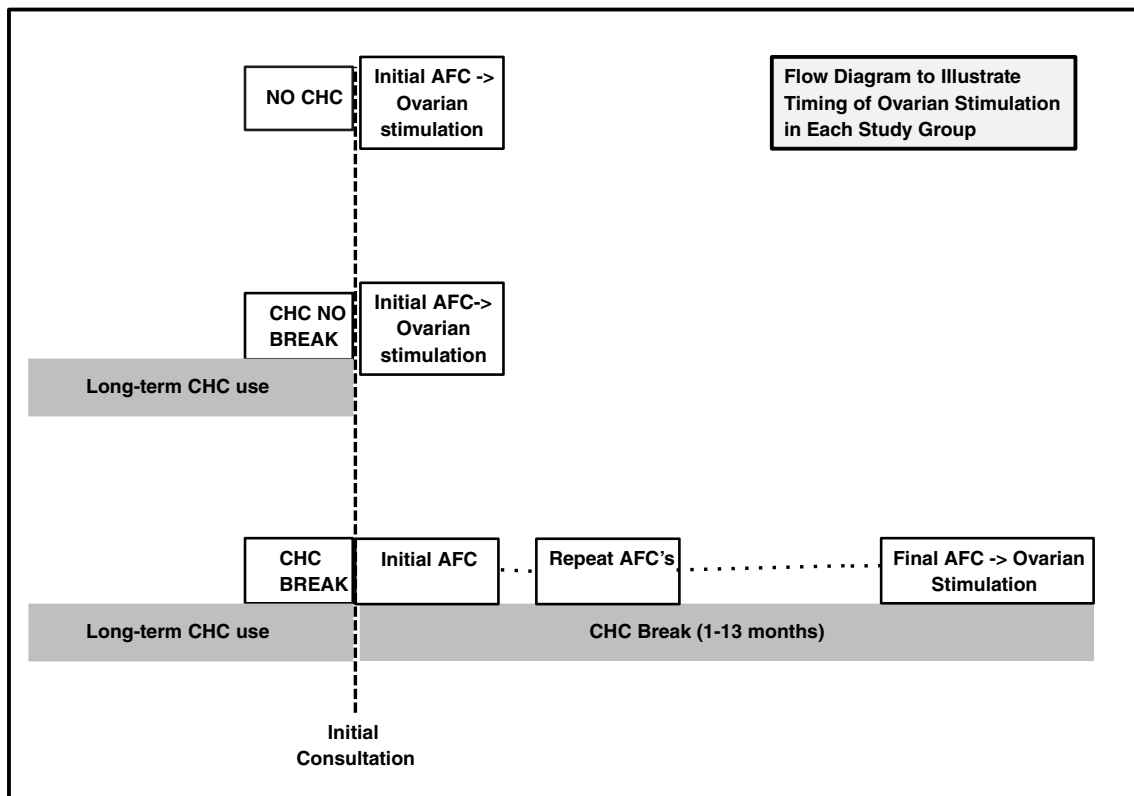 NO CHC
Initial AFC ->
Ovarian
stimulation
Flow Diagram to Illustrate
Timing of Ovarian Stimulation
in Each Study Group
CHC NO
BREAK
Initial AFC->
Ovarian
stimulation
Long-term CHC use
CHC
BREAK
Initial AFC
Repeat AFC's
Final AFC -> Ovarian
Stimulation
Long-term CHC use
CHC Break (1-13 months)
Initial
Consultation